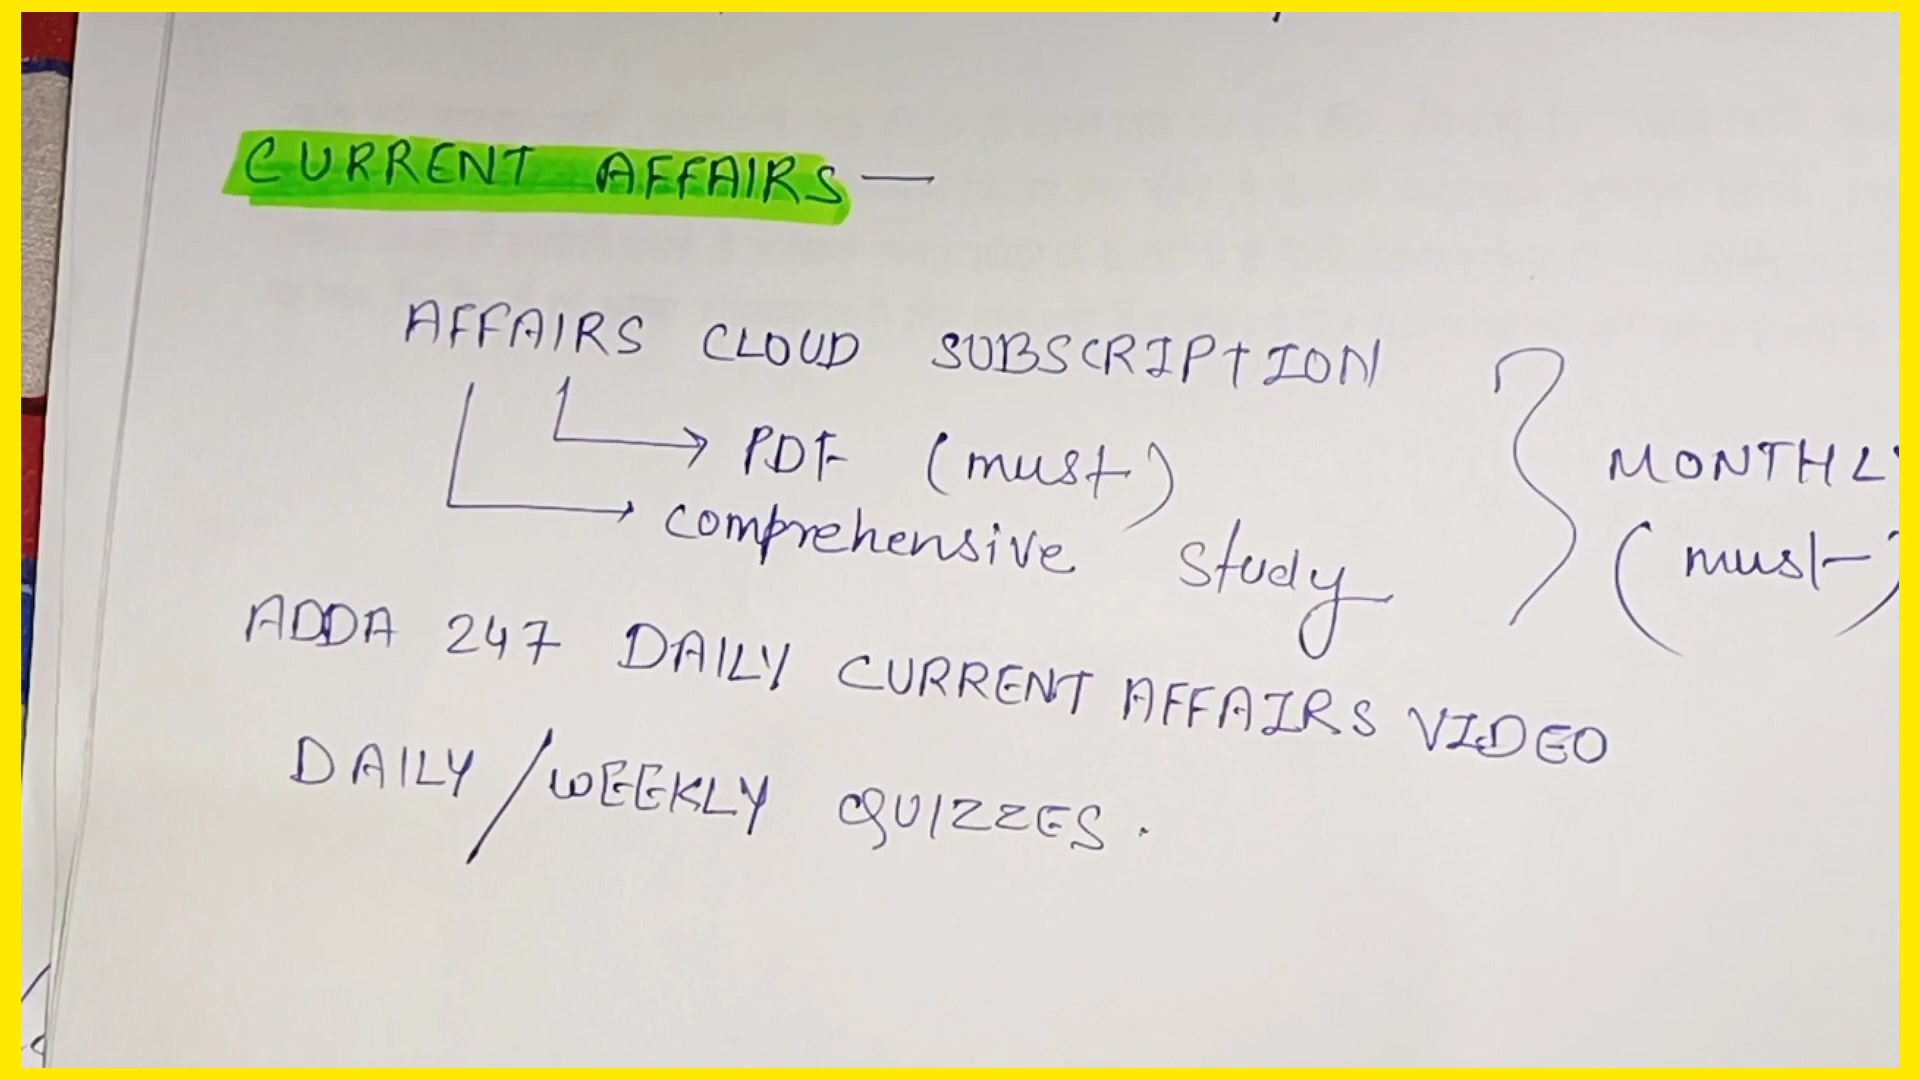 CURRENT AFFAIRS —
AFFAIRS CLOUD SUBSCRIPTION
PDF (must)
comprehensive study
MONTHLY
(must)
ADDA 247 DAILY CURRENT AFFAIRS VIDEO
DAILY / WEEKLY QUIZZES.